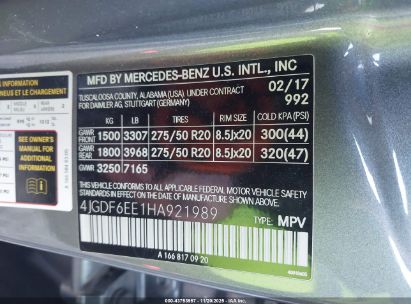 INFORMATION
NEUS ET LE CHARGEMENT
SEE OWNER'S
MANUAL FOR
ADDITIONAL
INFORMATION
MFD BY MERCEDES-BENZ U.S. INTL., INC
TUSCALOOSA COUNTY, ALABAMA (USA), UNDER CONTRACT
FOR DAIMLER AG, STUTTGART (GERMANY)
02/17
992
KG LB TIRES RIM SIZE COLD KPA (PSI)
GAWR FRONT 1500 3307 275/50 R20 8.5Jx20 300(44)
GAWR REAR 1800 3968 275/50 R20 8.5Jx20 320(47)
GVWR 3250 7165
THIS VEHICLE CONFORMS TO ALL APPLICABLE FEDERAL MOTOR VEHICLE SAFETY
STANDARDS IN EFFECT ON THE DATE OF MANUFACTURE SHOWN ABOVE.
4JGDF6EE1HA921989
TYPE: MPV
A 166 817 09 20